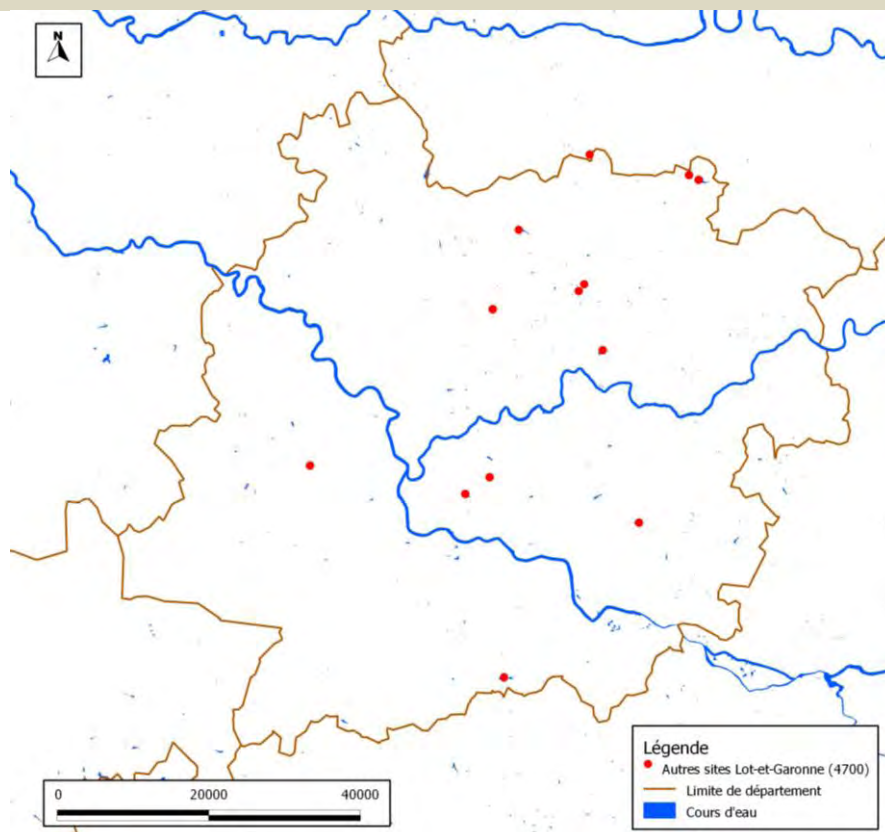 N
Légende
Autres sites Lot-et-Garonne (4700)
Limite de département
Cours d'eau
0 20000 40000